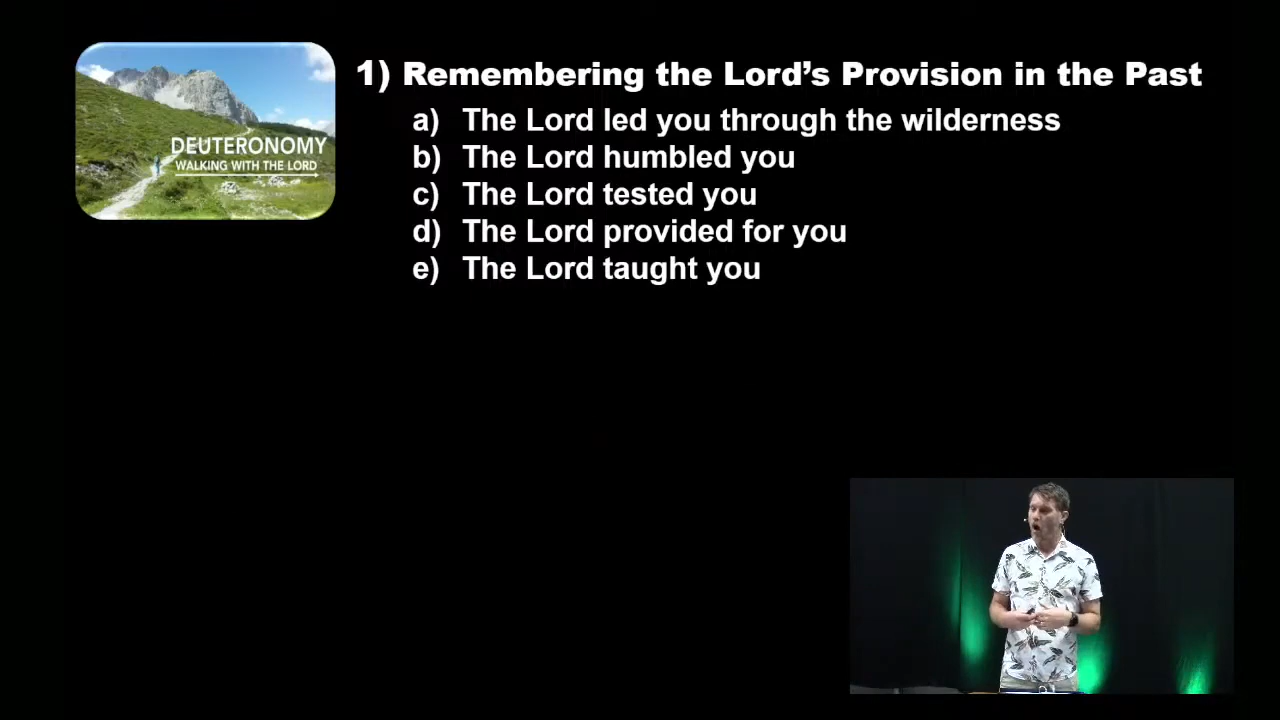 DEUTERONOMY
WALKING WITH THE LORD
1) Remembering the Lord's Provision in the Past
a) The Lord led you through the wilderness
b) The Lord humbled you
c) The Lord tested you
d) The Lord provided for you
e) The Lord taught you